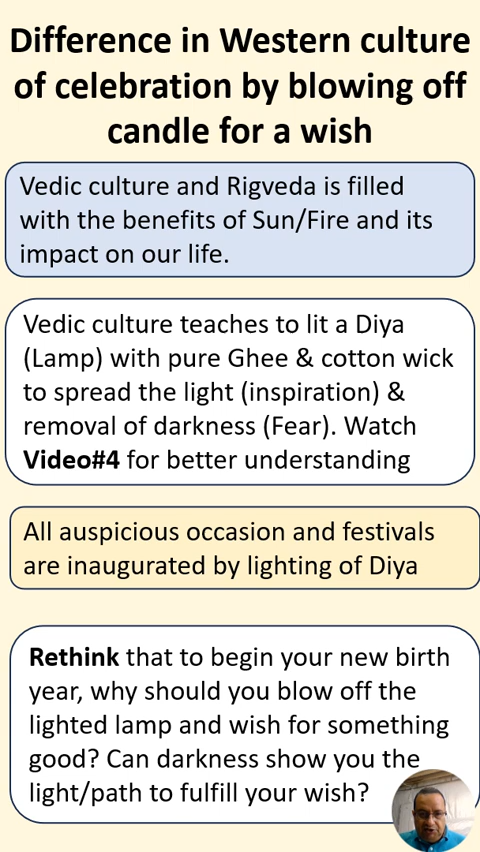 Difference in Western culture
of celebration by blowing off
candle for a wish
Vedic culture and Rigveda is filled
with the benefits of Sun/Fire and its
impact on our life.
Vedic culture teaches to lit a Diya
(Lamp) with pure Ghee & cotton wick
to spread the light (inspiration) &
removal of darkness (Fear). Watch
Video#4 for better understanding
All auspicious occasion and festivals
are inaugurated by lighting of Diya
Rethink that to begin your new birth
year, why should you blow off the
lighted lamp and wish for something
good? Can darkness show you the
light/path to fulfill your wish?